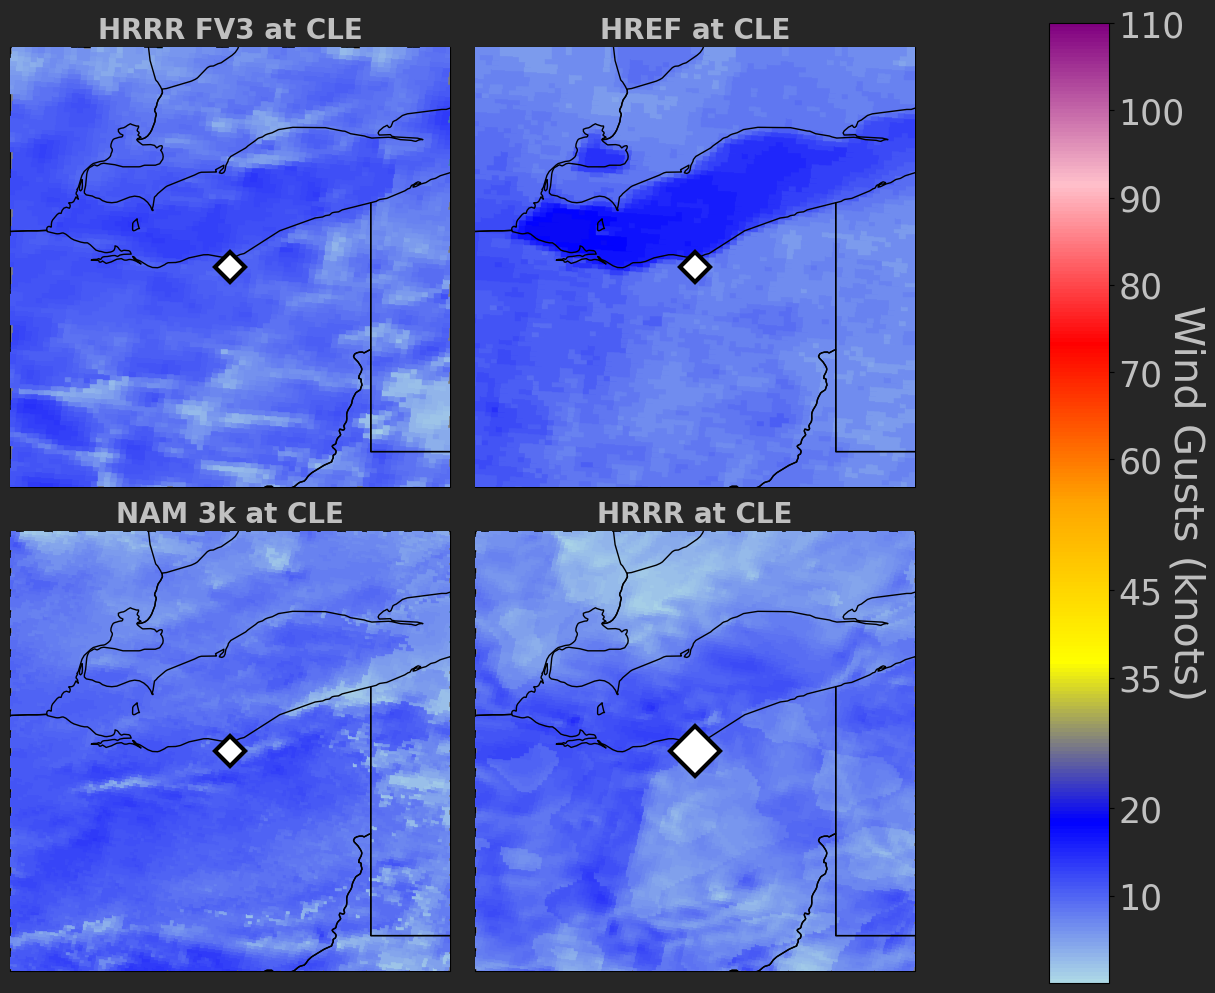 HRRR FV3 at CLE
HREF at CLE
NAM 3k at CLE
HRRR at CLE
110
100
90
80
70
60
45
35
20
10
Wind Gusts (knots)